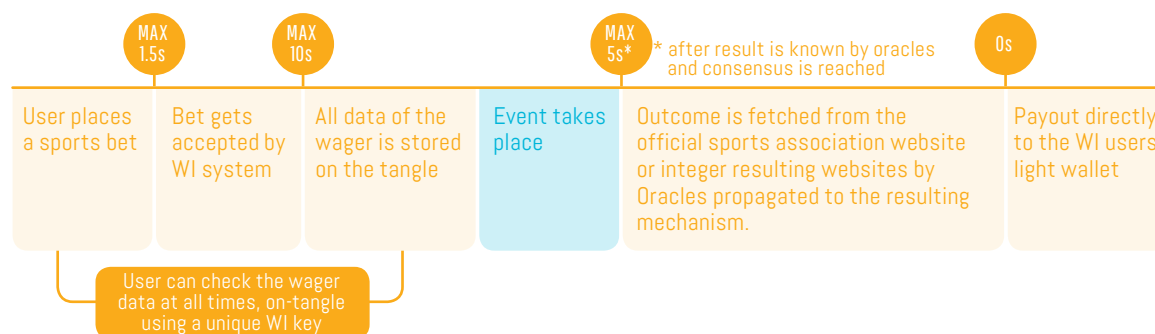 MAX
1.5s
MAX
10s
MAX
5s*
* after result is known by oracles
and consensus is reached
0s
User places
a sports bet
Bet gets
accepted by
WI system
All data of the
wager is stored
on the tangle
Event takes
place
Outcome is fetched from the
official sports association website
or integer resulting websites by
Oracles propagated to the resulting
mechanism.
Payout directly
to the WI users
light wallet
User can check the wager
data at all times, on-tangle
using a unique WI key